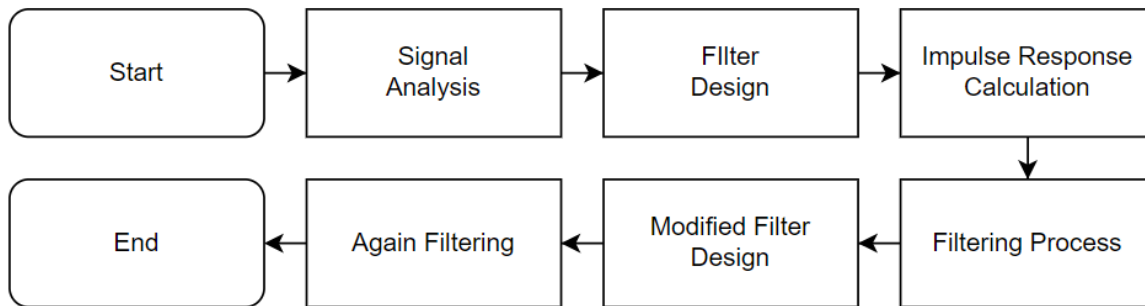 Start
Signal
Analysis
FIlter
Design
Impulse Response
Calculation
Filtering Process
Modified Filter
Design
Again Filtering
End